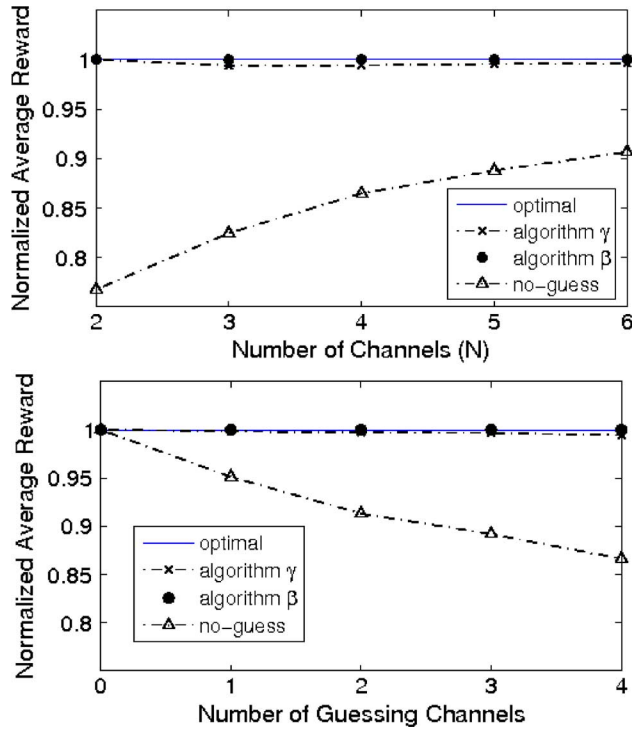 Normalized Average Reward
1
0.95
0.9
0.85
0.8
optimal
algorithm γ
algorithm β
no-guess
2 3 4 5 6
Number of Channels (N)
Normalized Average Reward
1
0.95
0.9
0.85
0.8
optimal
algorithm γ
algorithm β
no-guess
0 1 2 3 4
Number of Guessing Channels